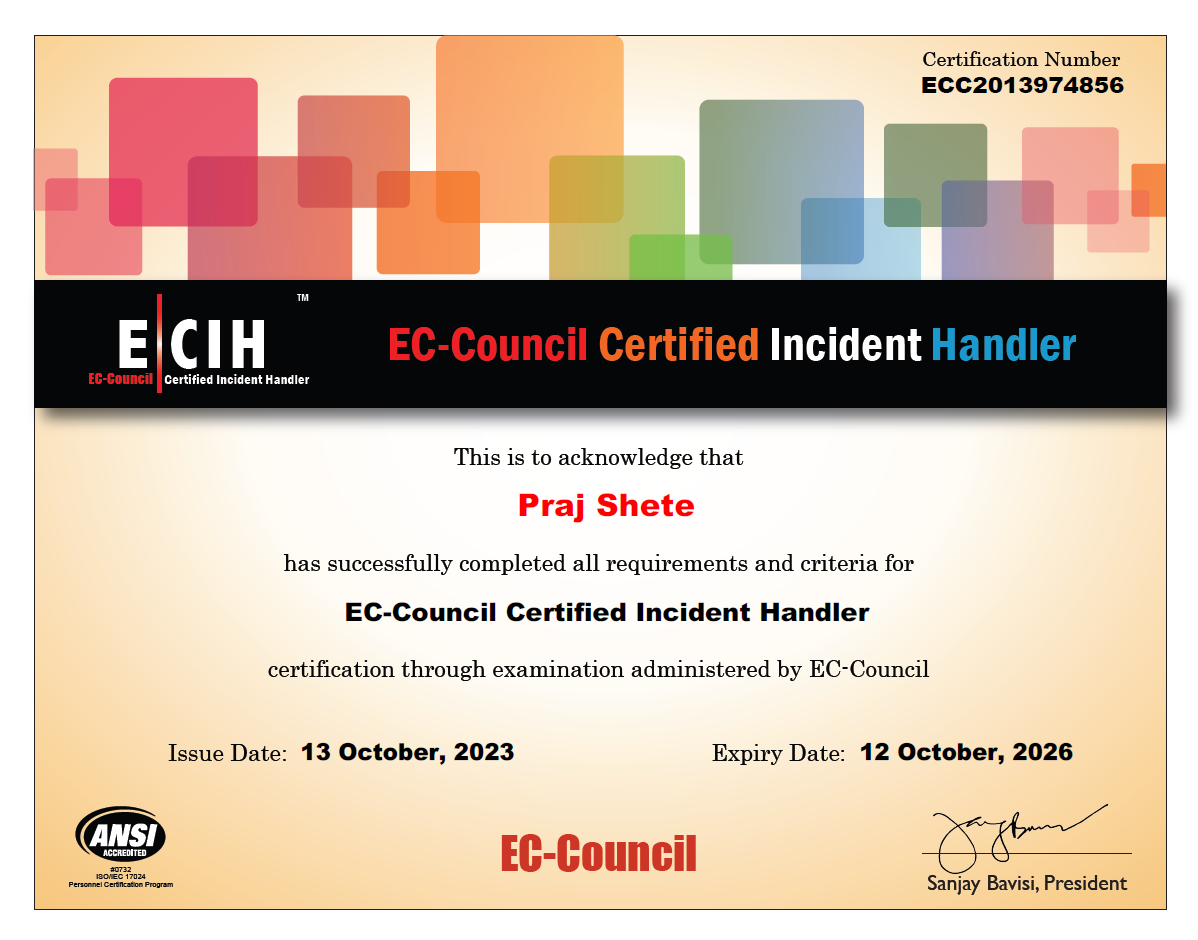 Certification Number
ECC2013974856
TM
E CIH
EC-Council Certified Incident Handler
EC-Council Certified Incident Handler
This is to acknowledge that
Praj Shete
has successfully completed all requirements and criteria for
EC-Council Certified Incident Handler
certification through examination administered by EC-Council
Issue Date: 13 October, 2023 Expiry Date: 12 October, 2026
ANSI
ACCREDITED
#0732
ISO/IEC 17024
Personnel Certification Program
EC-Council
Sanjay Bavisi, President